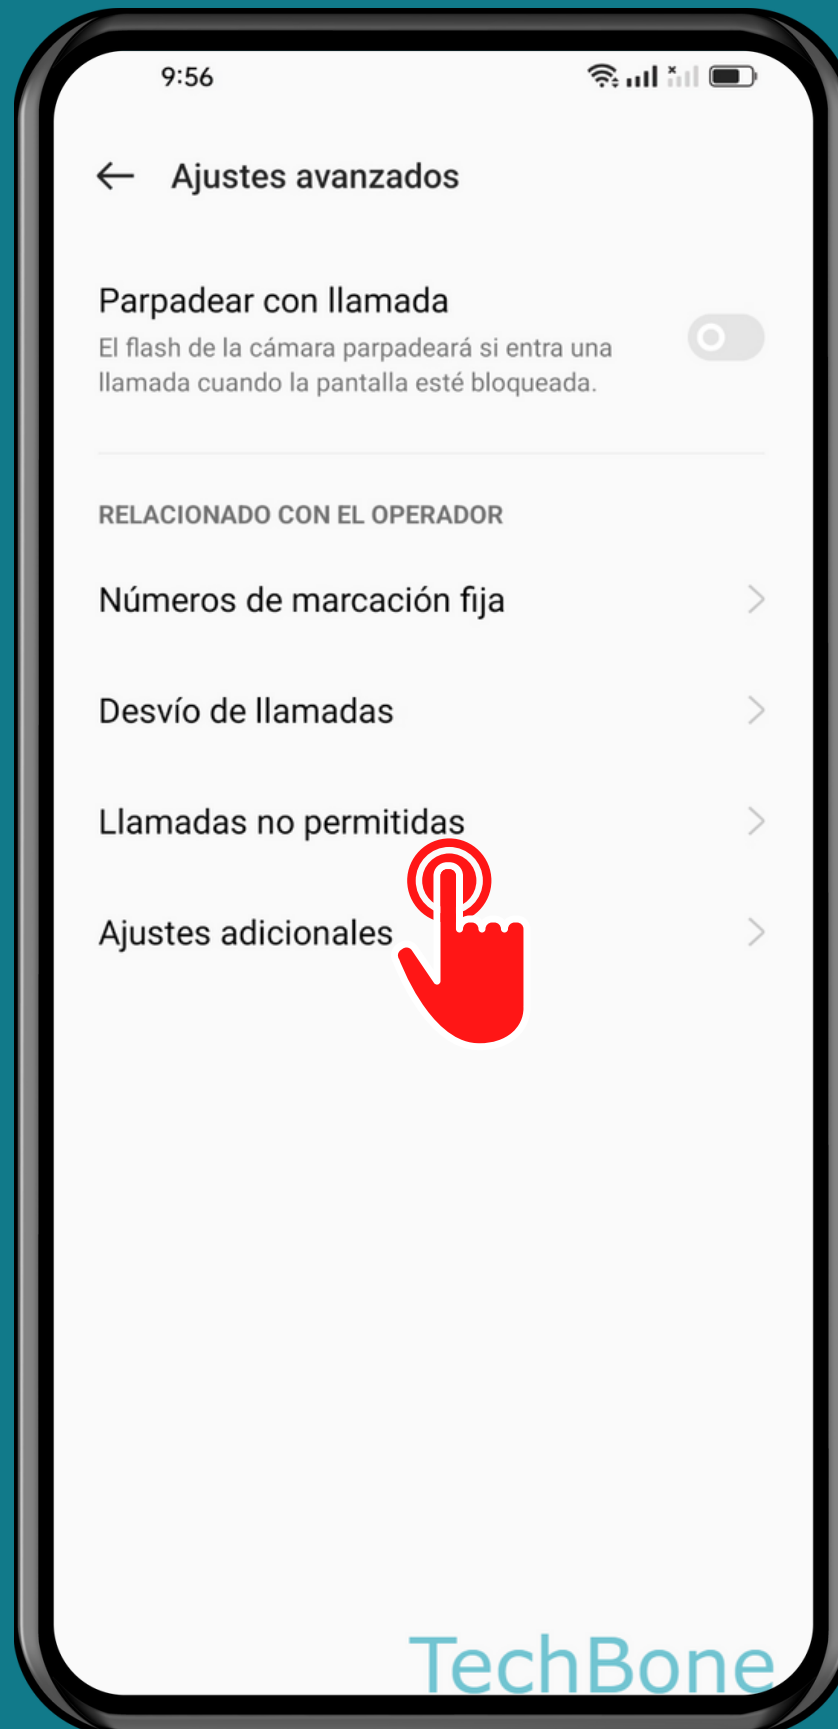 9:56
Ajustes avanzados
Parpadear con llamada
El flash de la cámara parpadeará si entra una
llamada cuando la pantalla esté bloqueada.
RELACIONADO CON EL OPERADOR
Números de marcación fija
Desvío de llamadas
Llamadas no permitidas
Ajustes adicionales
TechBone